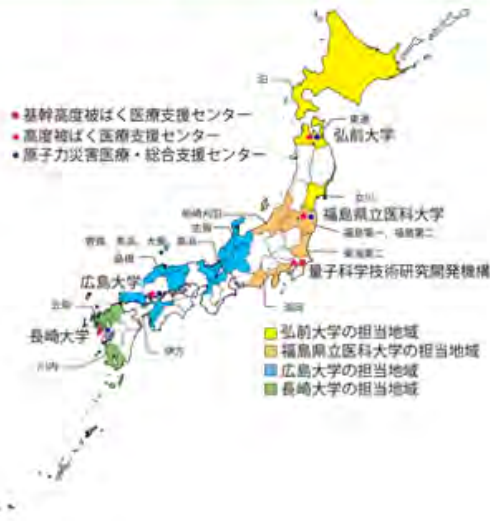 泊
東通
● 基幹高度被ばく医療支援センター
● 高度被ばく医療支援センター
● 原子力災害医療・総合支援センター
弘前大学
女川
柏崎刈羽
福島県立医科大学
志賀
福島第一、福島第二
敦賀、美浜、大飯、高浜
東海第二
島根
量子科学技術研究開発機構
広島大学
浜岡
玄海
長崎大学
伊方
川内
弘前大学の担当地域
福島県立医科大学の担当地域
広島大学の担当地域
長崎大学の担当地域